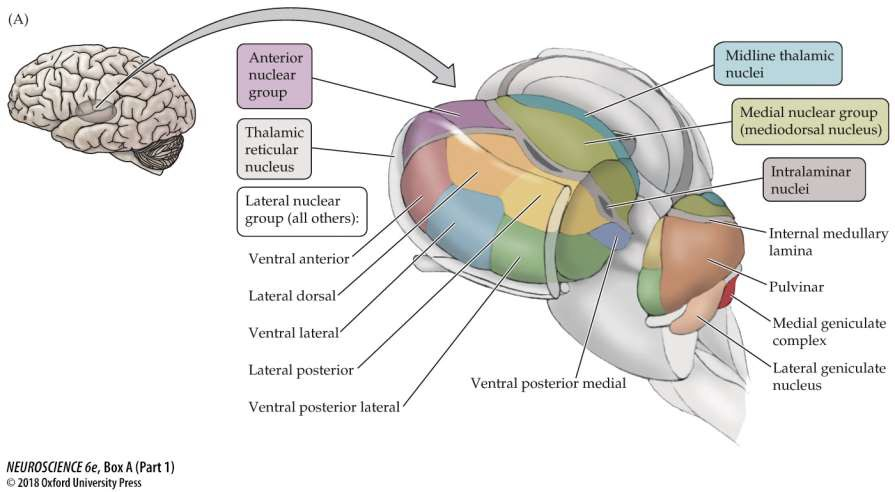 (A)
Anterior
nuclear
group
Thalamic
reticular
nucleus
Lateral nuclear
group (all others):
Ventral anterior
Lateral dorsal
Ventral lateral
Lateral posterior
Ventral posterior lateral
Ventral posterior medial
Midline thalamic
nuclei
Medial nuclear group
(mediodorsal nucleus)
Intralaminar
nuclei
Internal medullary
lamina
Pulvinar
Medial geniculate
complex
Lateral geniculate
nucleus
NEUROSCIENCE 6e, Box A (Part 1)
© 2018 Oxford University Press